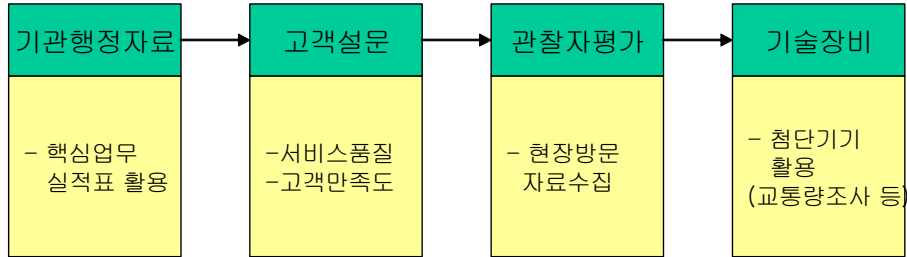 기관행정자료
고객설문
관찰자평가
기술장비
- 핵심업무
실적표 활용
-서비스품질
-고객만족도
- 현장방문
자료수집
- 첨단기기
활용
(교통량조사 등)